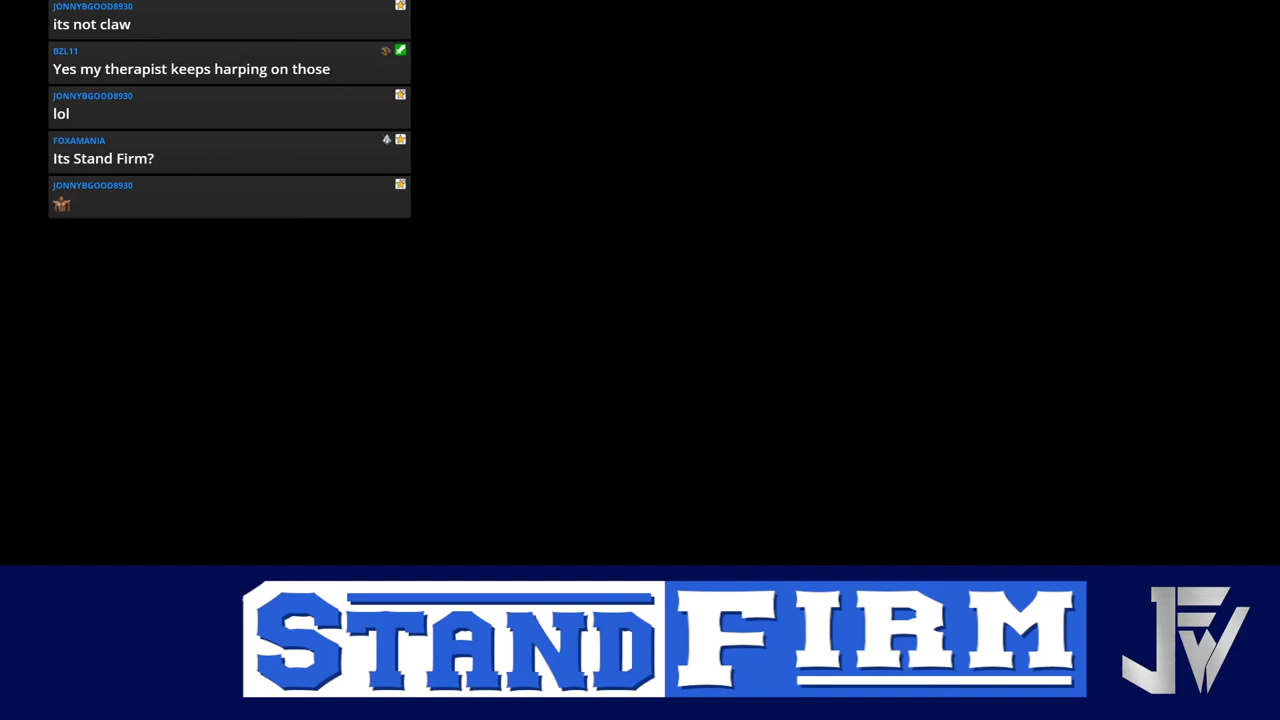 JONNYBGOOD8930
its not claw
BZL11
Yes my therapist keeps harping on those
JONNYBGOOD8930
lol
FOXAMANIA
Its Stand Firm?
JONNYBGOOD8930
STAND FIRM
JFW